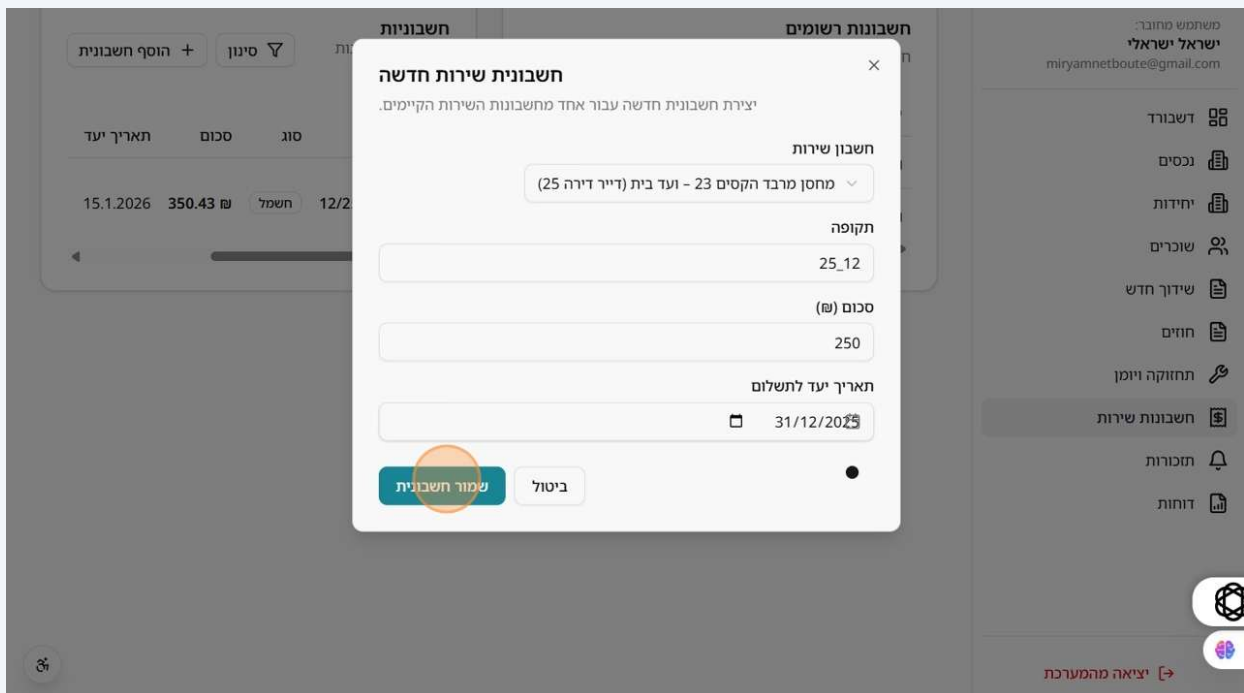 משתמש מחובר:
ישראל ישראלי
miryamnetboute@gmail.com
דשבורד
נכסים
יחידות
שוכרים
שידוך חדש
חוזים
תחזוקה ויומן
חשבונות שירות
תזכורות
דוחות
יציאה מהמערכת
חשבונות רשומים
חשבוניות
סינון
+ הוסף חשבונית
סוג סכום תאריך יעד
חשמל ₪ 350.43 15.1.2026
חשבונית שירות חדשה
יצירת חשבונית חדשה עבור אחד מחשבונות השירות הקיימים.
חשבון שירות
מחסן מרבד הקסים 23 – ועד בית (דייר דירה 25)
תקופה
25_12
סכום (₪)
250
תאריך יעד לתשלום
31/12/2025
ביטול
שמור חשבונית